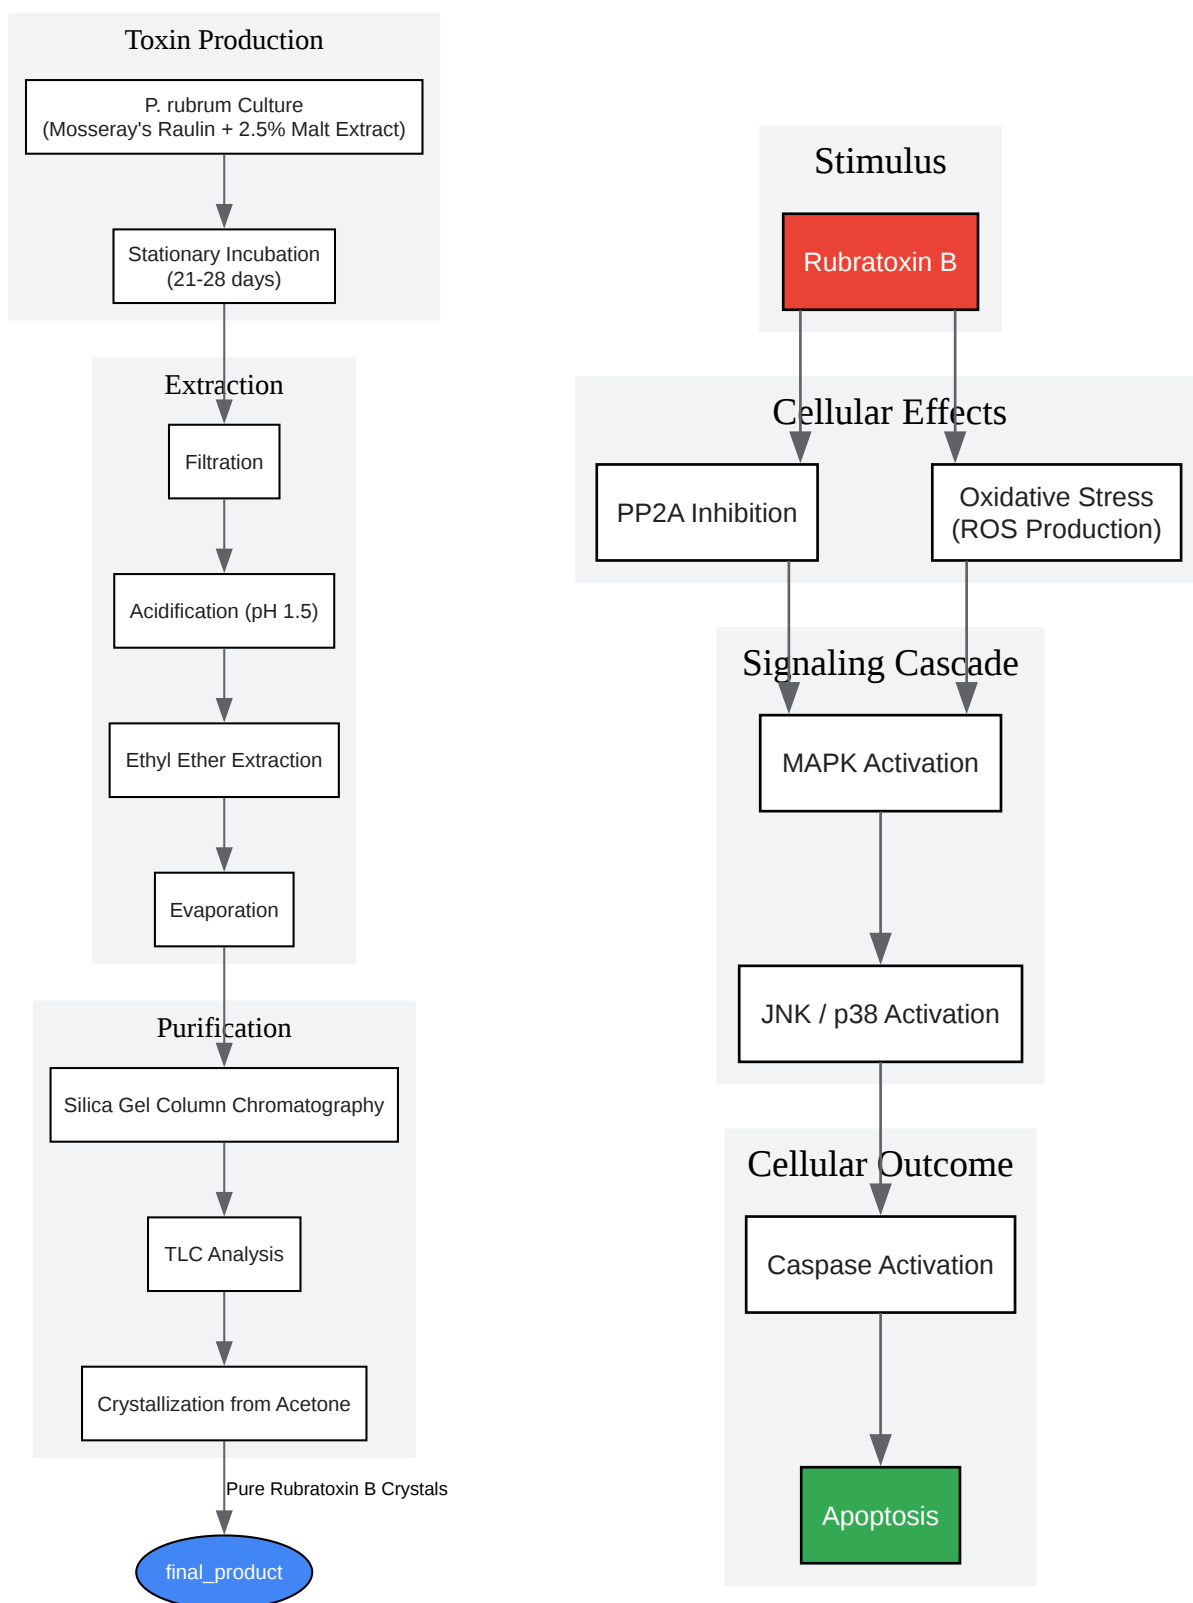 Toxin Production
P. rubrum Culture
(Mosseray's Raulin + 2.5% Malt Extract)
Stationary Incubation
(21-28 days)
Extraction
Filtration
Acidification (pH 1.5)
Ethyl Ether Extraction
Evaporation
Purification
Silica Gel Column Chromatography
TLC Analysis
Crystallization from Acetone
Pure Rubratoxin B Crystals
final_product
Stimulus
Rubratoxin B
Cellular Effects
PP2A Inhibition
Oxidative Stress
(ROS Production)
Signaling Cascade
MAPK Activation
JNK / p38 Activation
Cellular Outcome
Caspase Activation
Apoptosis